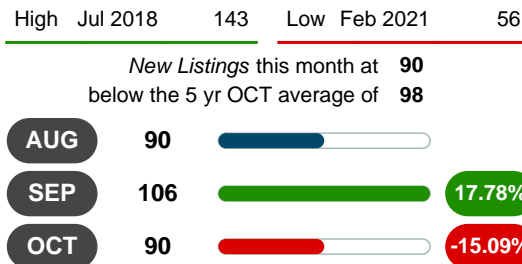 High Jul 2018 143 Low Feb 2021 56
New Listings this month at 90
below the 5 yr OCT average of 98
AUG 90
SEP 106 17.78%
OCT 90 -15.09%